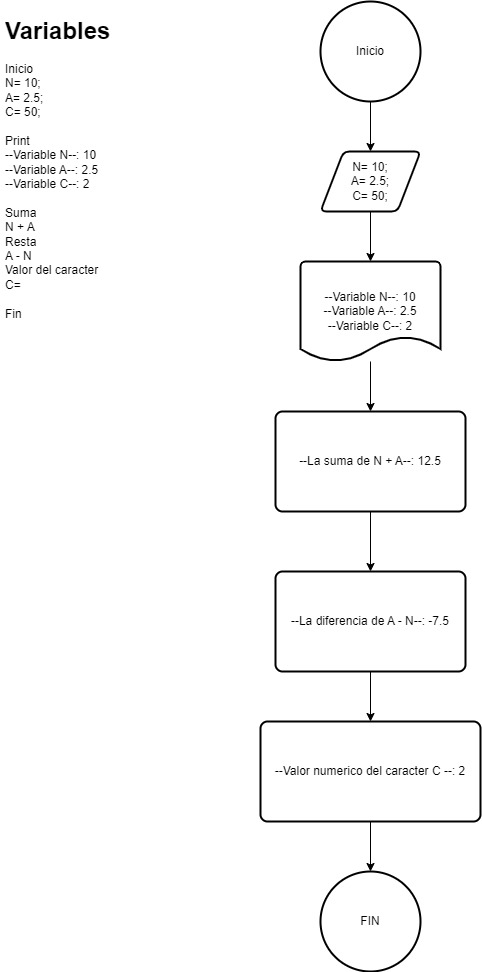 Variables
Inicio
N= 10;
A= 2.5;
C= 50;
Print
--Variable N--: 10
--Variable A--: 2.5
--Variable C--: 2
Suma
N + A
Resta
A - N
Valor del caracter
C=
Fin
Inicio
N= 10;
A= 2.5;
C= 50;
--Variable N--: 10
--Variable A--: 2.5
--Variable C--: 2
--La suma de N + A--: 12.5
--La diferencia de A - N--: -7.5
--Valor numerico del caracter C --: 2
FIN